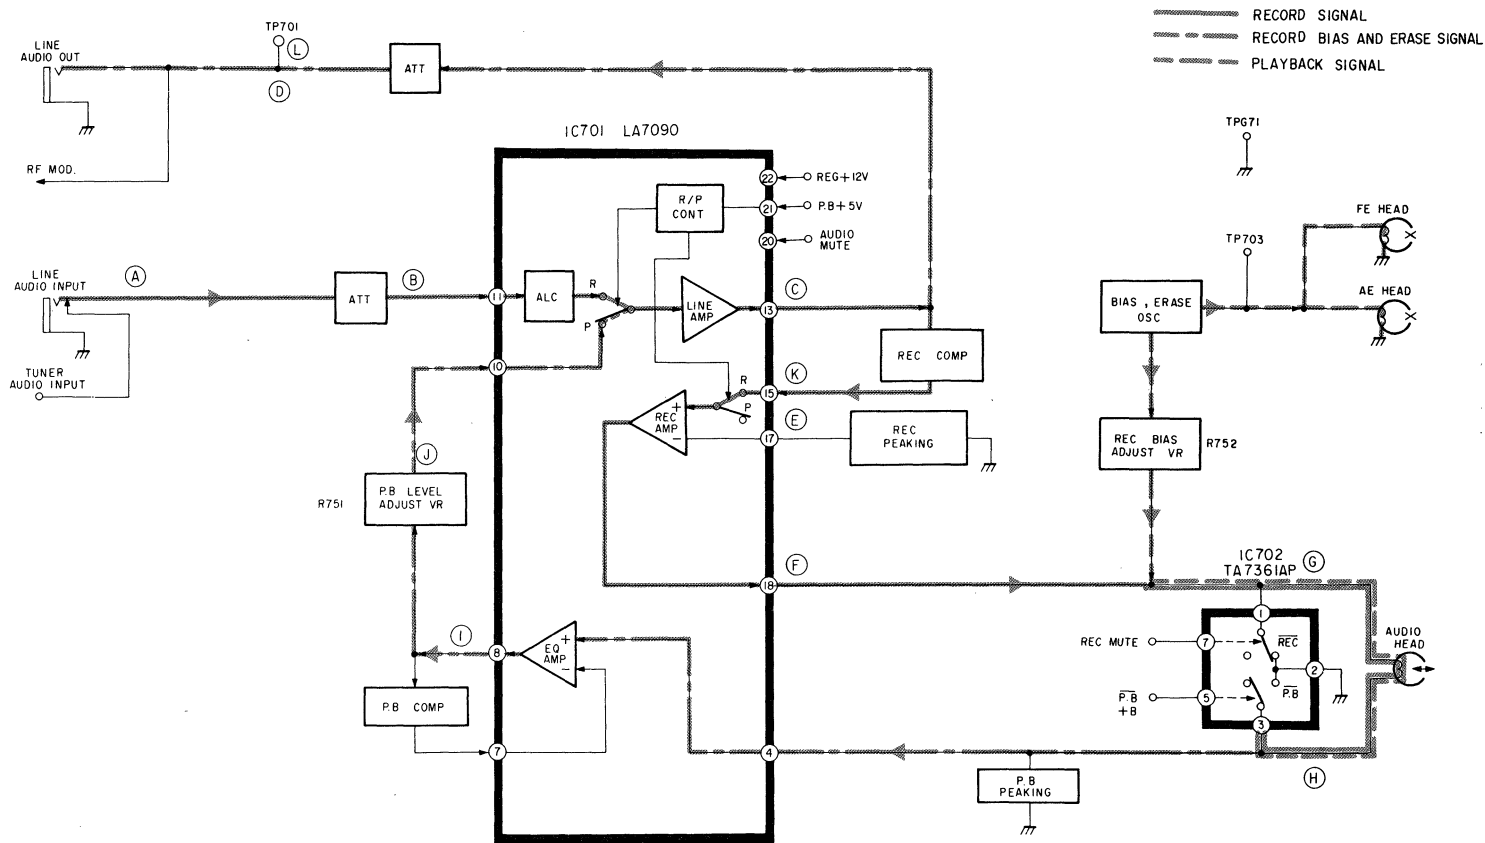 RECORD SIGNAL
RECORD BIAS AND ERASE SIGNAL
PLAYBACK SIGNAL
TP701
L
LINE
AUDIO OUT
ATT
D
RF MOD.
IC701 LA7090
TPG71
22
REG+12V
R/P
CONT
21
P.B+5V
20
AUDIO
MUTE
FE HEAD
TP703
LINE
AUDIO INPUT
A
ATT
B
11
ALC
R
P
LINE
AMP
13
C
BIAS, ERASE
OSC
AE HEAD
TUNER
AUDIO INPUT
10
REC COMP
R
P
15
K
REC
AMP
+
−
17
E
REC
PEAKING
REC BIAS
ADJUST VR
R752
J
R751
P.B LEVEL
ADJUST VR
18
F
IC702
TA7361AP
G
1
I
8
EQ
AMP
+
−
REC MUTE
7
REC
2
AUDIO
HEAD
P.B
+B
5
P.B
3
P.B COMP
7
4
H
P.B
PEAKING